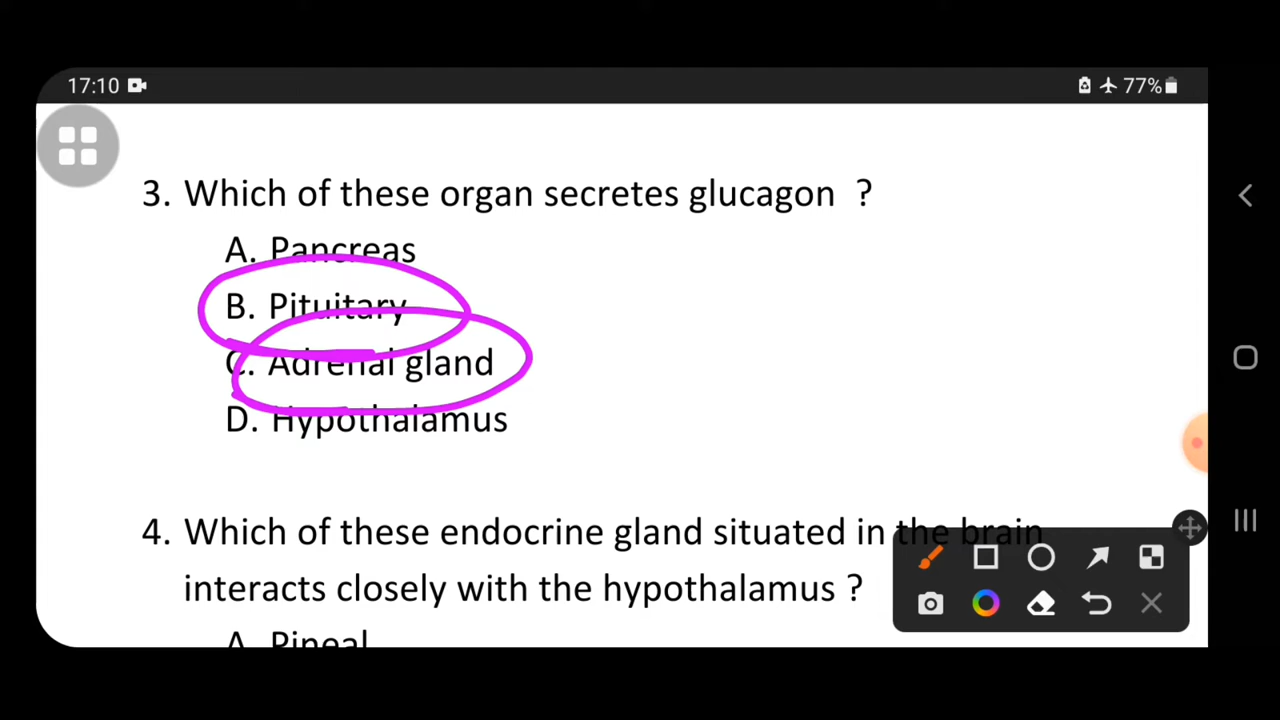 17:10
77%
3. Which of these organ secretes glucagon ?
A. Pancreas
B. Pituitary
C. Adrenal gland
D. Hypothalamus
4. Which of these endocrine gland situated in the brain
interacts closely with the hypothalamus ?
A. Pineal